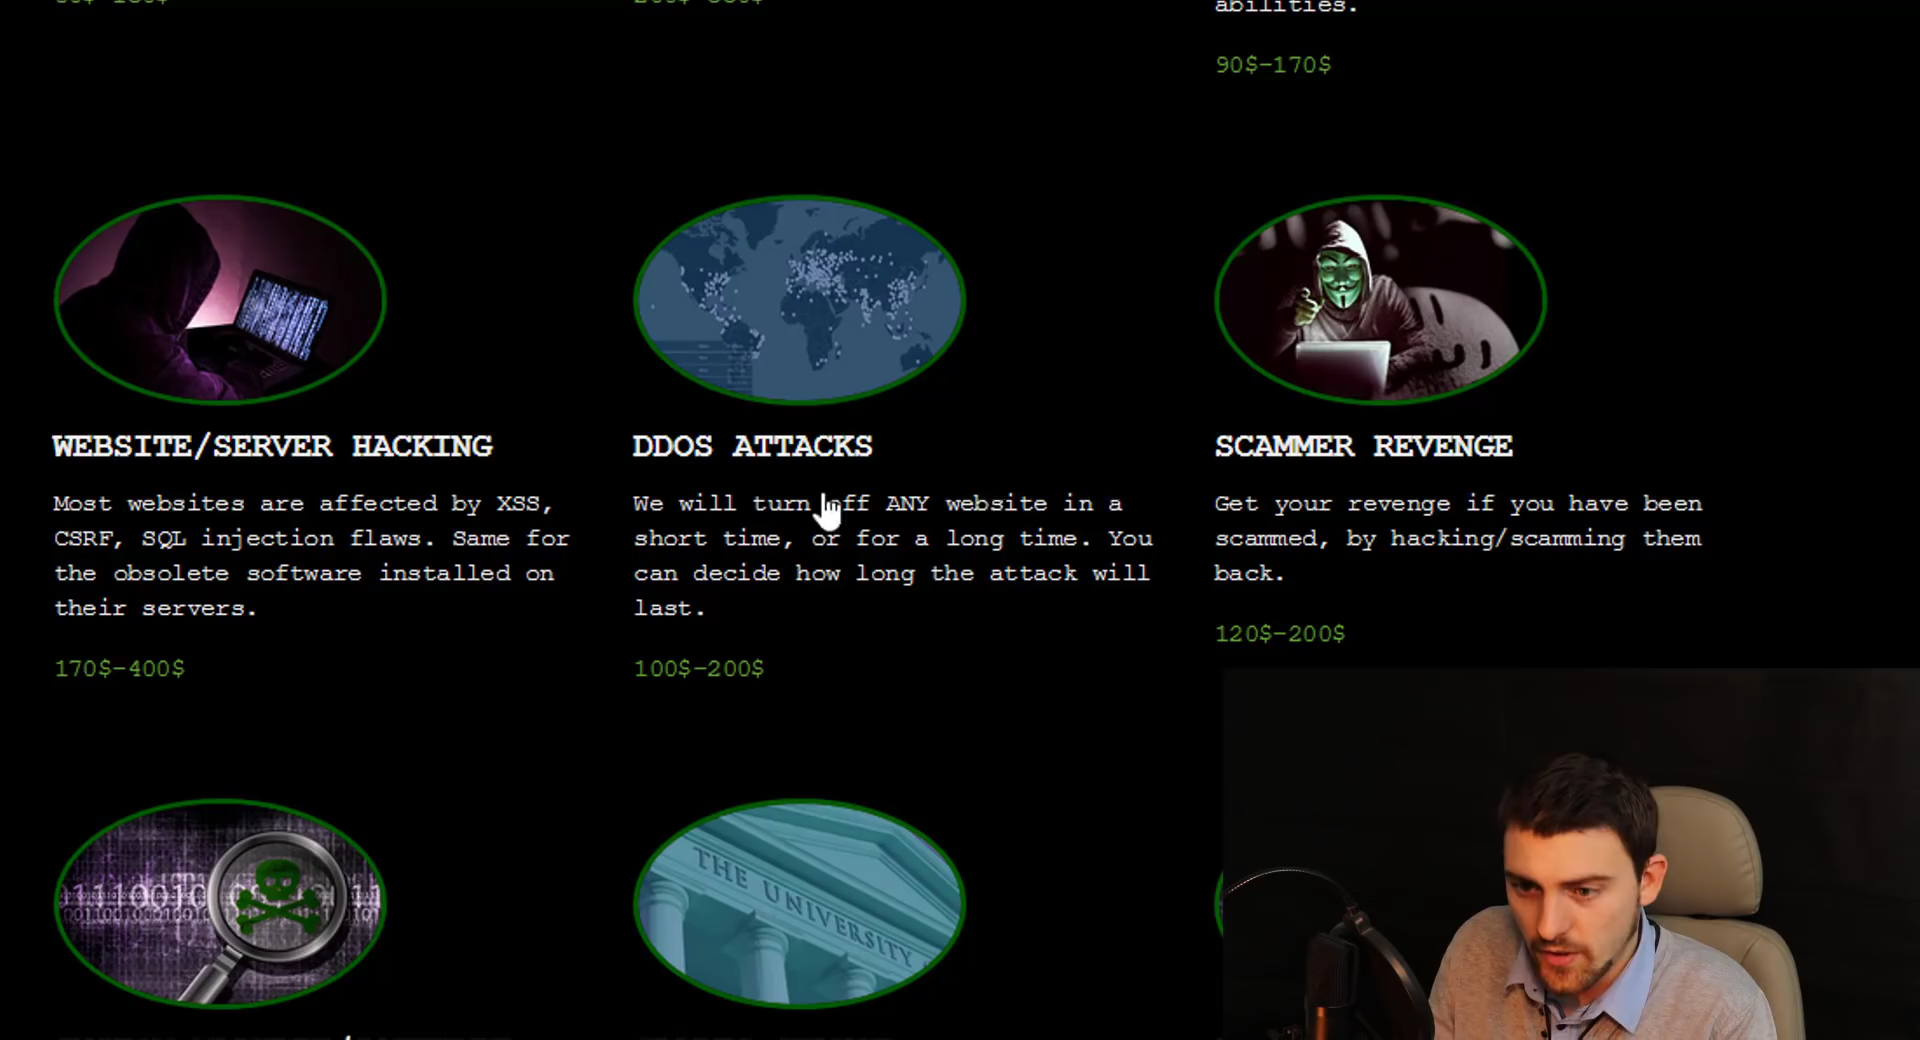 abilities.
90$-170$
WEBSITE/SERVER HACKING
Most websites are affected by XSS,
CSRF, SQL injection flaws. Same for
the obsolete software installed on
their servers.
170$-400$
DDOS ATTACKS
We will turn off ANY website in a
short time, or for a long time. You
can decide how long the attack will
last.
100$-200$
SCAMMER REVENGE
Get your revenge if you have been
scammed, by hacking/scamming them
back.
120$-200$
THE UNIVERSITY